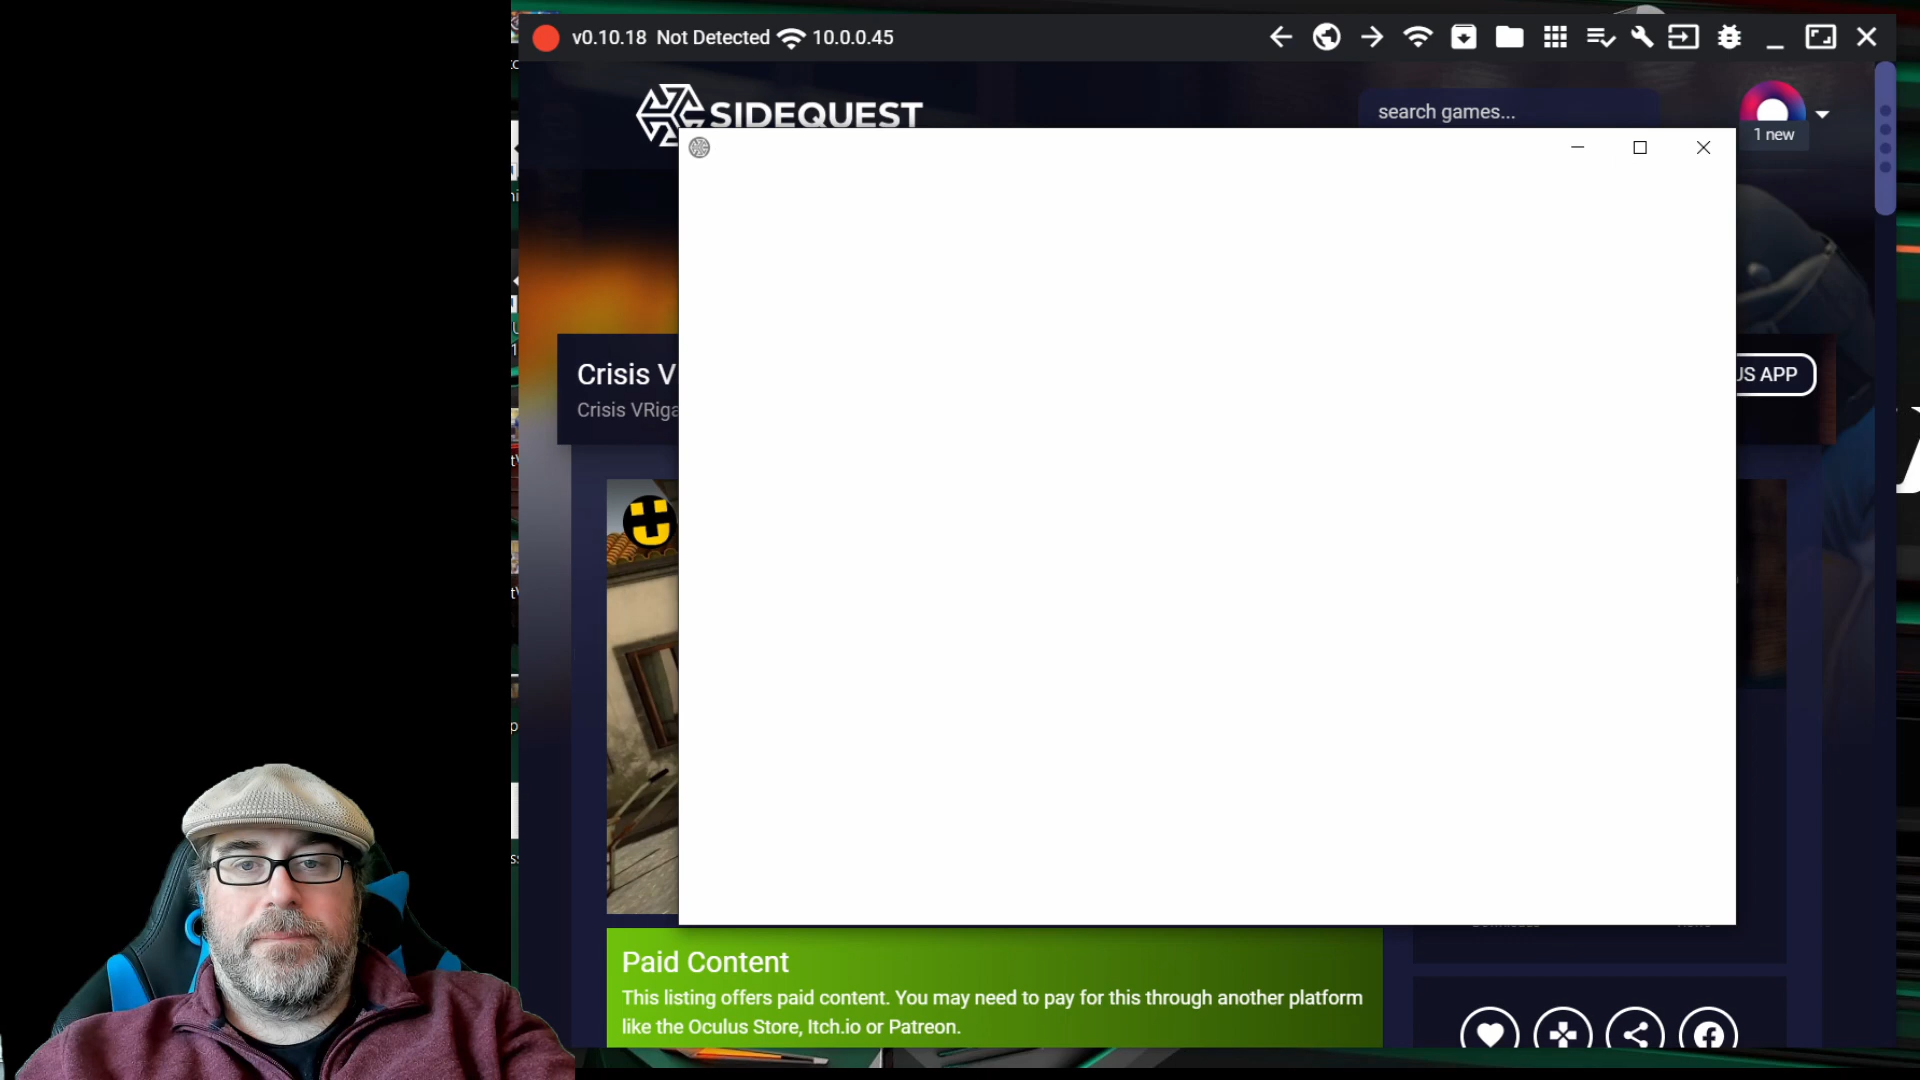 v0.10.18 Not Detected 10.0.0.45
SIDEQUEST
search games...
1 new
Crisis V
Crisis VRiga
US APP
Paid Content
This listing offers paid content. You may need to pay for this through another platform
like the Oculus Store, Itch.io or Patreon.